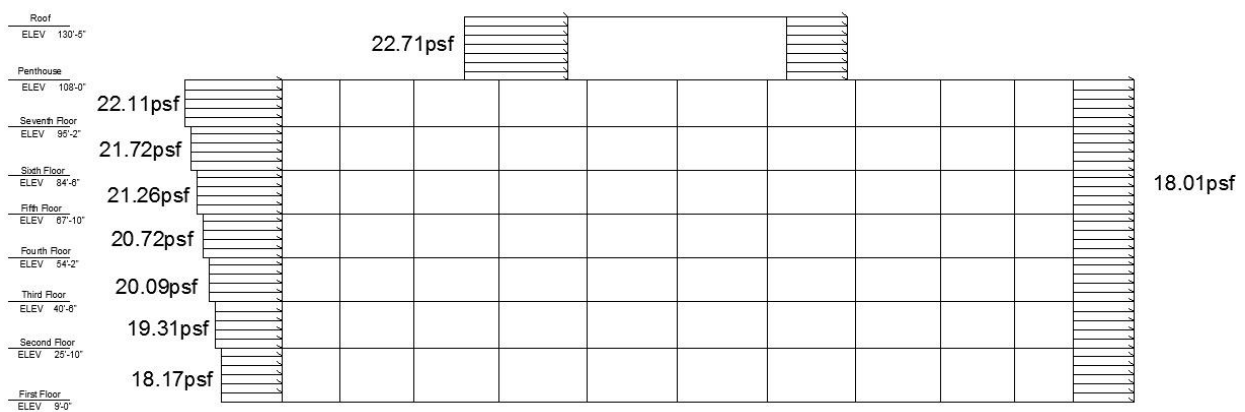 Roof
ELEV 130'-5"
22.71psf
Penthouse
ELEV 108'-0"
22.11psf
Seventh Floor
ELEV 95'-2"
21.72psf
Sixth Floor
ELEV 84'-6"
21.26psf
18.01psf
Fifth Floor
ELEV 67'-10"
20.72psf
Fourth Floor
ELEV 54'-2"
20.09psf
Third Floor
ELEV 40'-6"
19.31psf
Second Floor
ELEV 25'-10"
18.17psf
First Floor
ELEV 9'-0"